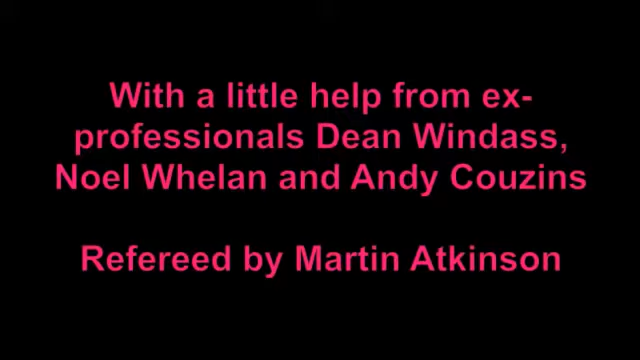 With a little help from ex-
professionals Dean Windass,
Noel Whelan and Andy Couzins
Refereed by Martin Atkinson